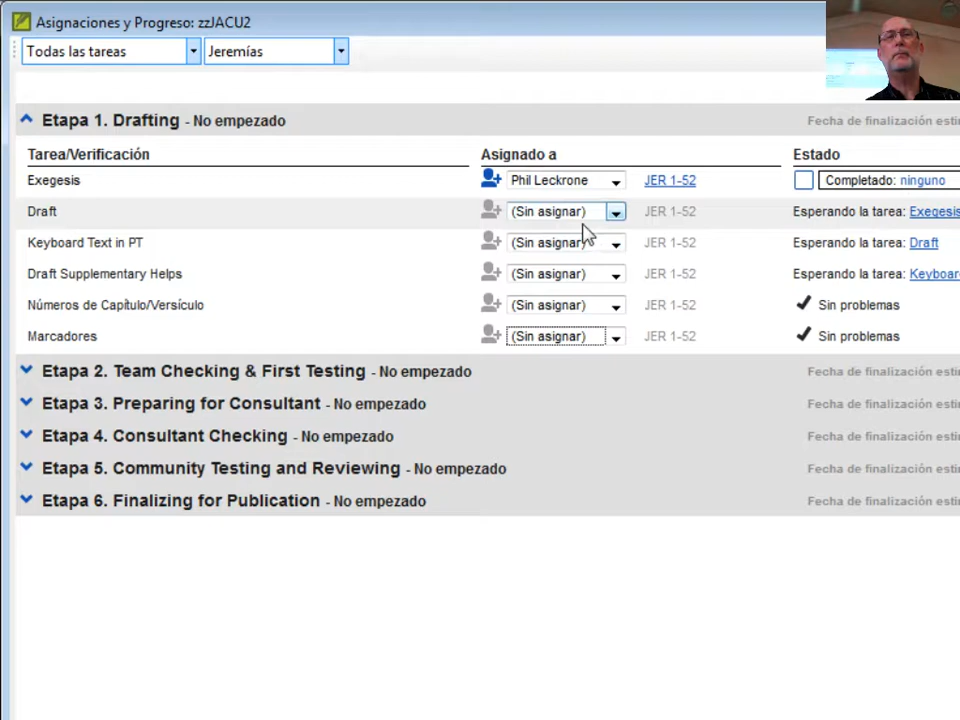 Asignaciones y Progreso: zzJACU2
Todas las tareas Jeremías
Etapa 1. Drafting - No empezado Fecha de finalización
Tarea/Verificación Asignado a Estado
Exegesis Phil Leckrone JER 1-52 Completado: ninguno
Draft (Sin asignar) JER 1-52 Esperando la tarea: Exegesis
Keyboard Text in PT (Sin asignar) JER 1-52 Esperando la tarea: Draft
Draft Supplementary Helps (Sin asignar) JER 1-52 Esperando la tarea: Keyboar
Números de Capítulo/Versículo (Sin asignar) JER 1-52 Sin problemas
Marcadores (Sin asignar) JER 1-52 Sin problemas
Etapa 2. Team Checking & First Testing - No empezado Fecha de finalización
Etapa 3. Preparing for Consultant - No empezado Fecha de finalización
Etapa 4. Consultant Checking - No empezado Fecha de finalización
Etapa 5. Community Testing and Reviewing - No empezado Fecha de finalización
Etapa 6. Finalizing for Publication - No empezado Fecha de finalización